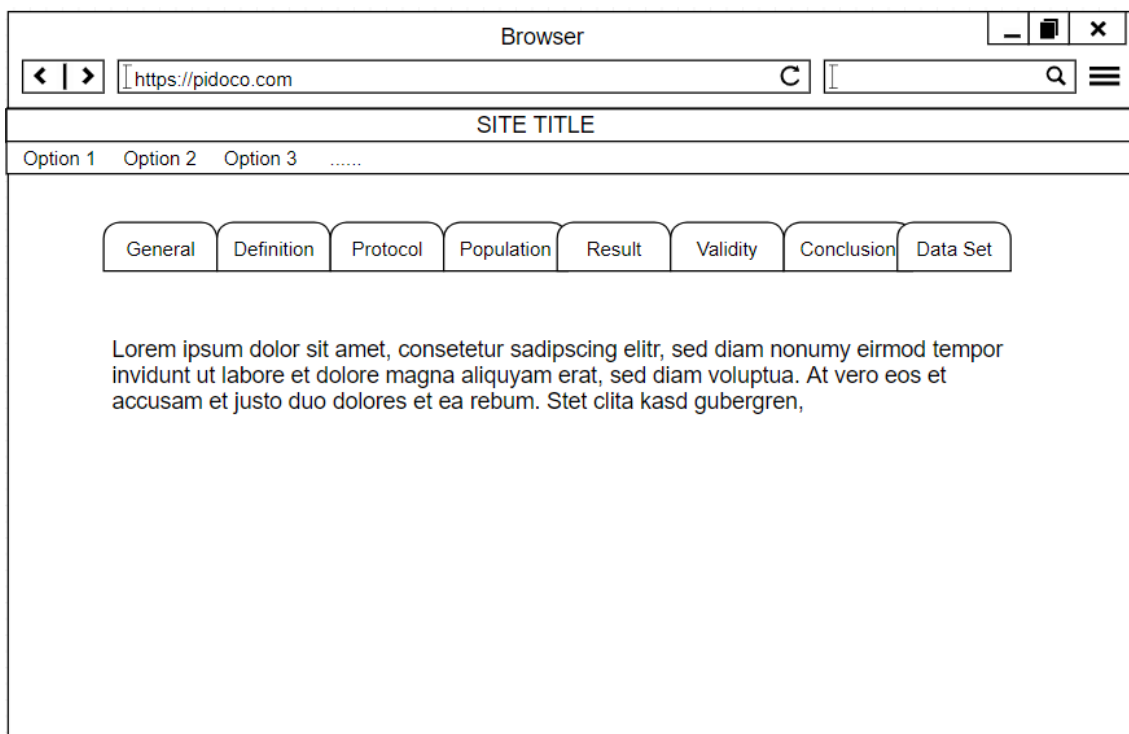 Browser
https://pidoco.com
SITE TITLE
Option 1 Option 2 Option 3 ......
General Definition Protocol Population Result Validity Conclusion Data Set
Lorem ipsum dolor sit amet, consetetur sadipscing elitr, sed diam nonumy eirmod tempor
invidunt ut labore et dolore magna aliquyam erat, sed diam voluptua. At vero eos et
accusam et justo duo dolores et ea rebum. Stet clita kasd gubergren,